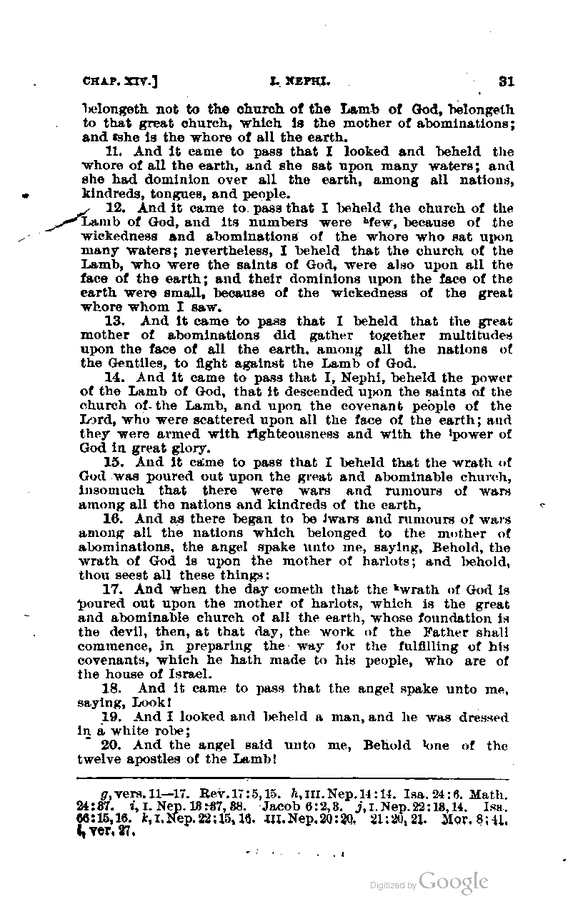 CHAP. XIV.] I. NEPHI. 31
belongeth not to the church of the Lamb of God, belongeth
to that great church, which is the mother of abominations;
and gshe is the whore of all the earth.
11. And it came to pass that I looked and beheld the
whore of all the earth, and she sat upon many waters; and
she had dominion over all the earth, among all nations,
kindreds, tongues, and people.
12. And it came to pass that I beheld the church of the
Lamb of God, and its numbers were hfew, because of the
wickedness and abominations of the whore who sat upon
many waters; nevertheless, I beheld that the church of the
Lamb, who were the saints of God, were also upon all the
face of the earth; and their dominions upon the face of the
earth were small, because of the wickedness of the great
whore whom I saw.
13. And it came to pass that I beheld that the great
mother of abominations did gather together multitudes
upon the face of all the earth, among all the nations of
the Gentiles, to fight against the Lamb of God.
14. And it came to pass that I, Nephi, beheld the power
of the Lamb of God, that it descended upon the saints of the
church of the Lamb, and upon the covenant people of the
Lord, who were scattered upon all the face of the earth; and
they were armed with righteousness and with the ipower of
God in great glory.
15. And it came to pass that I beheld that the wrath of
God was poured out upon the great and abominable church,
insomuch that there were wars and rumours of wars
among all the nations and kindreds of the earth,
16. And as there began to be jwars and rumours of wars
among all the nations which belonged to the mother of
abominations, the angel spake unto me, saying, Behold, the
wrath of God is upon the mother of harlots; and behold,
thou seest all these things:
17. And when the day cometh that the kwrath of God is
poured out upon the mother of harlots, which is the great
and abominable church of all the earth, whose foundation is
the devil, then, at that day, the work of the Father shall
commence, in preparing the way for the fulfilling of his
covenants, which he hath made to his people, who are of
the house of Israel.
18. And it came to pass that the angel spake unto me,
saying, Look!
19. And I looked and beheld a man, and he was dressed
in a white robe;
20. And the angel said unto me, Behold lone of the
twelve apostles of the Lamb!
g, vers. 11—17. Rev. 17:5, 15. h, III. Nep. 14:14. Isa. 24:6. Math.
24:37. i, I. Nep. 18:37, 38. Jacob 6:2, 3. j, I. Nep. 22:13, 14. Isa.
66:15, 16. k, I. Nep. 22:15, 16. III. Nep. 20:20. 21:20, 21. Mor. 8:41.
l, ver. 27.
Digitized by Google